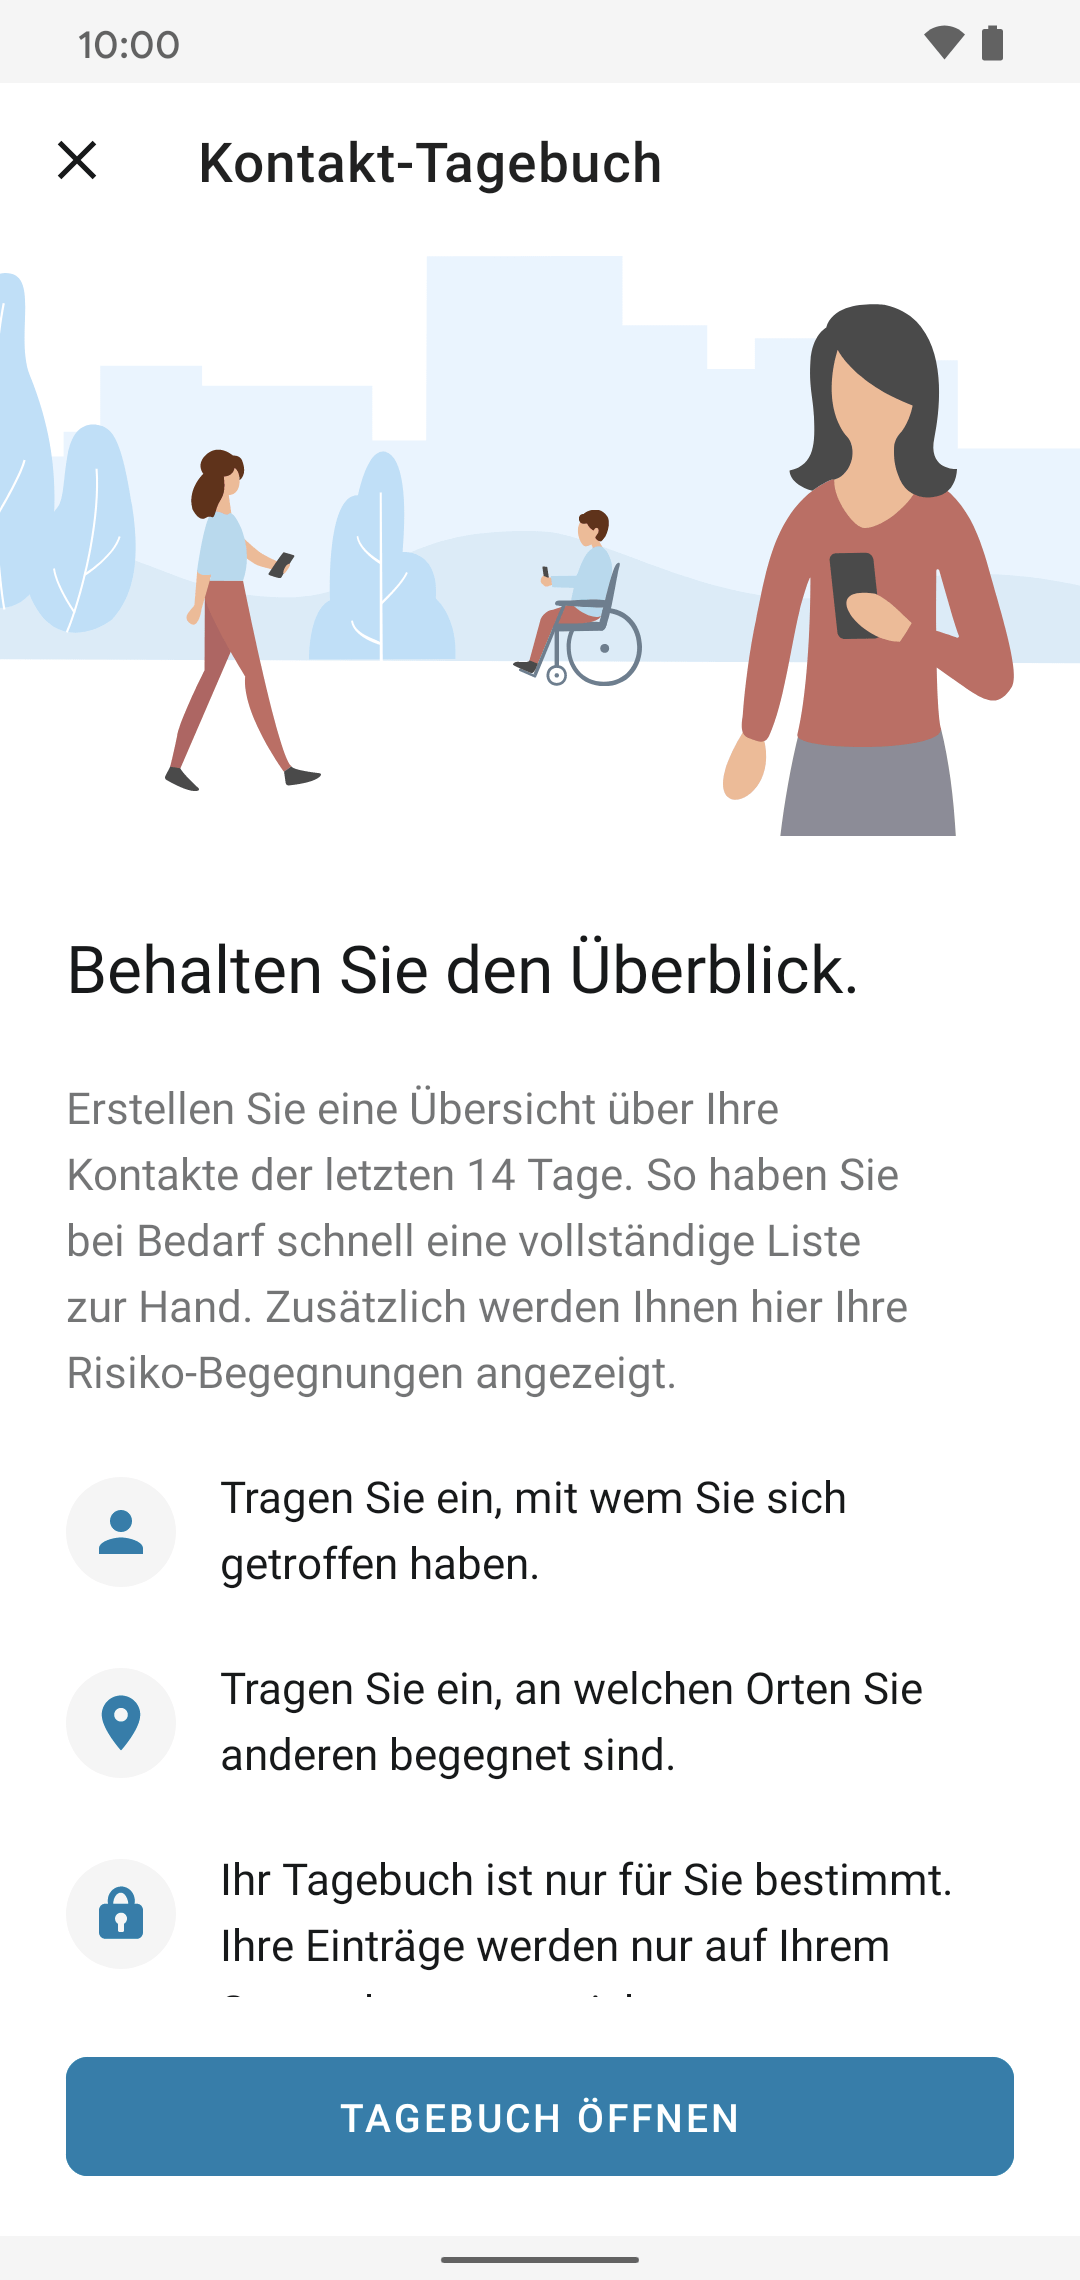 10:00
Kontakt-Tagebuch
Behalten Sie den Überblick.
Erstellen Sie eine Übersicht über Ihre
Kontakte der letzten 14 Tage. So haben Sie
bei Bedarf schnell eine vollständige Liste
zur Hand. Zusätzlich werden Ihnen hier Ihre
Risiko-Begegnungen angezeigt.
Tragen Sie ein, mit wem Sie sich
getroffen haben.
Tragen Sie ein, an welchen Orten Sie
anderen begegnet sind.
Ihr Tagebuch ist nur für Sie bestimmt.
Ihre Einträge werden nur auf Ihrem
TAGEBUCH ÖFFNEN